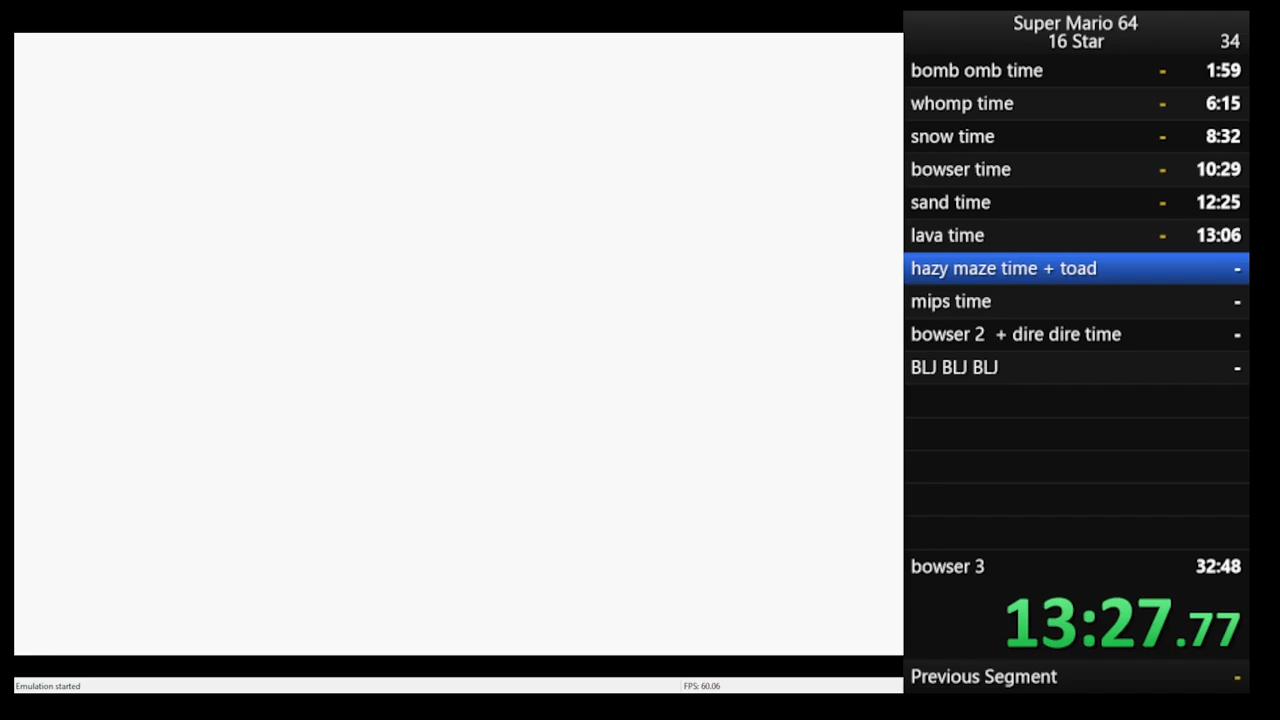 Super Mario 64
16 Star 34
bomb omb time - 1:59
whomp time - 6:15
snow time - 8:32
bowser time - 10:29
sand time - 12:25
lava time - 13:06
hazy maze time + toad -
mips time -
bowser 2  + dire dire time -
BLJ BLJ BLJ -
bowser 3 32:48
13:27.77
Previous Segment -
Emulation started FPS: 60.06